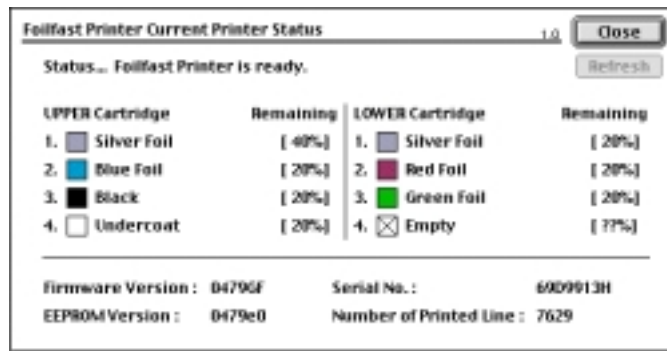 Foilfast Printer Current Printer Status 1.0 Close
Status... Foilfast Printer is ready. Refresh
UPPER Cartridge Remaining LOWER Cartridge Remaining
1. Silver Foil [ 40%] 1. Silver Foil [ 20%]
2. Blue Foil [ 20%] 2. Red Foil [ 20%]
3. Black [ 20%] 3. Green Foil [ 20%]
4. Undercoat [ 20%] 4. Empty [ ??%]
Firmware Version : 04796F Serial No. : 69D9913H
EEPROM Version : 0479e0 Number of Printed Line : 7629